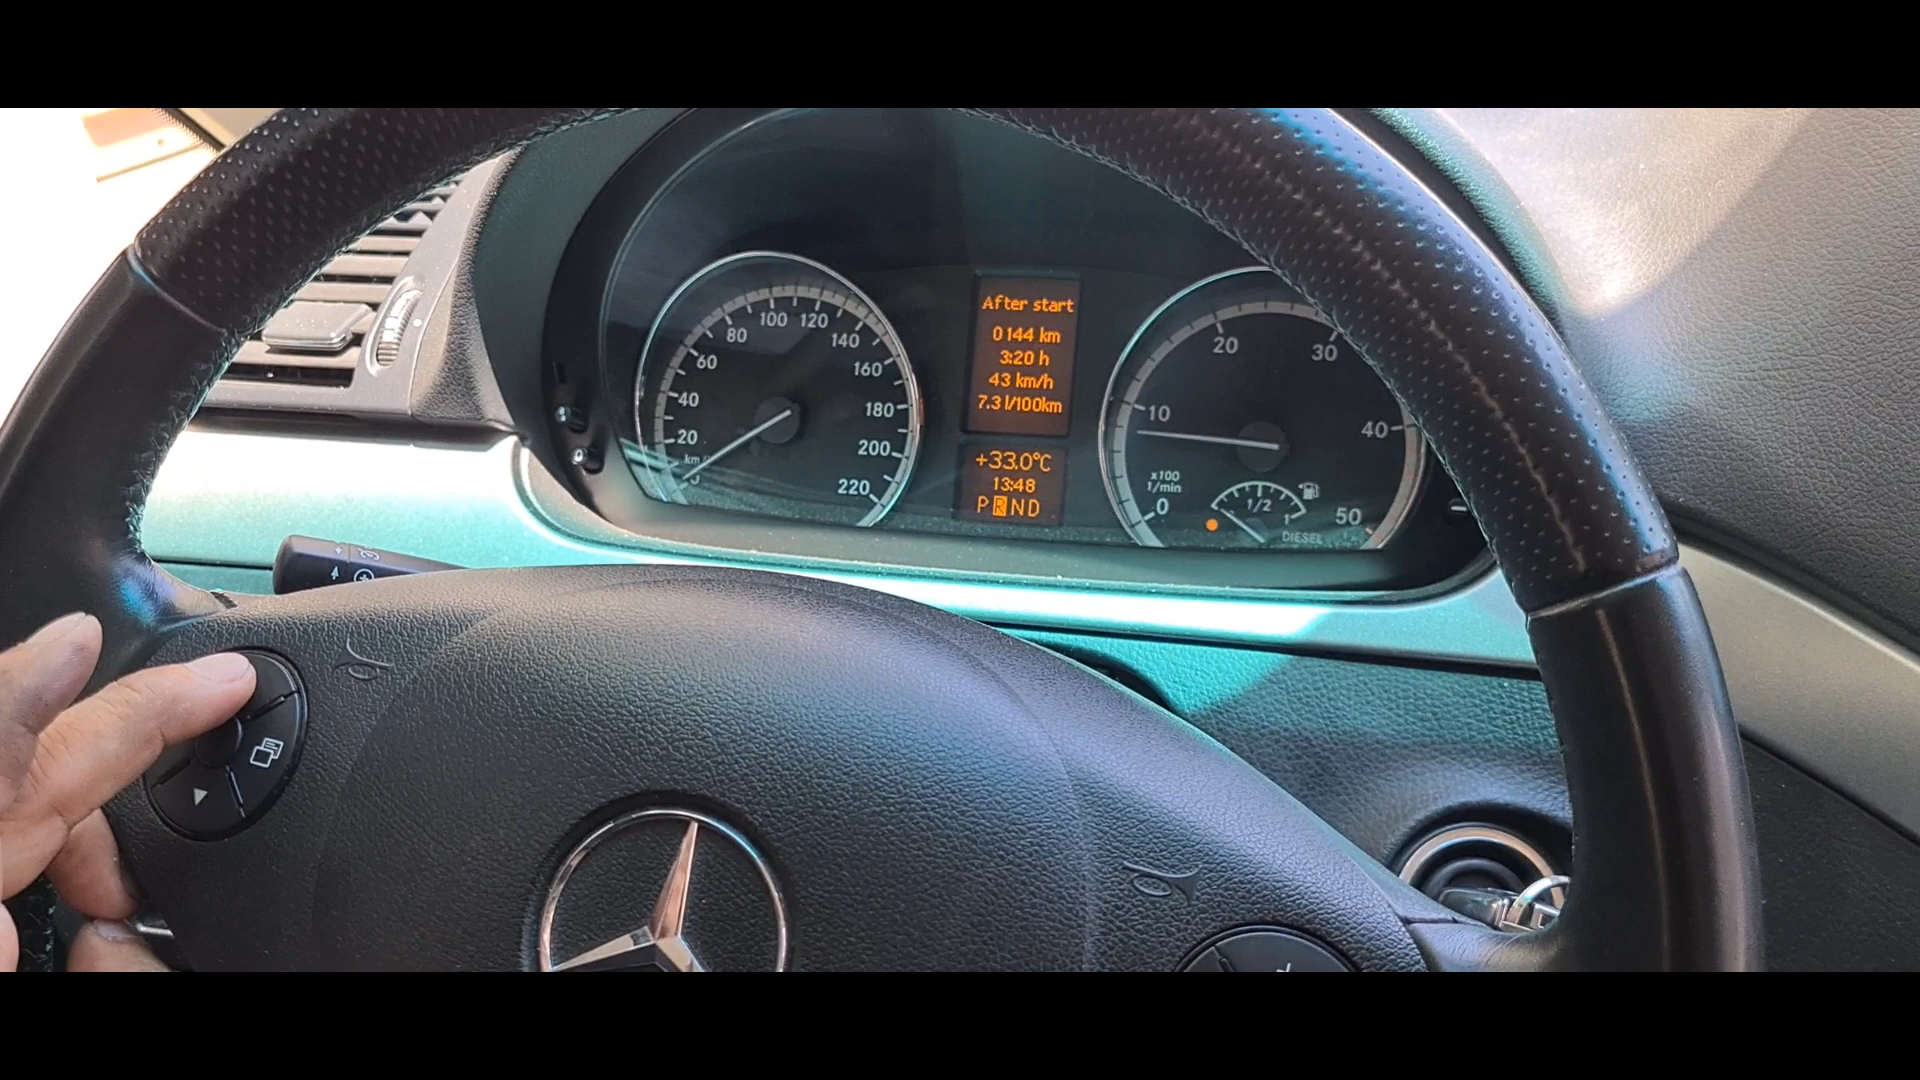 After start
0144 km
3:20 h
43 km/h
7.3 l/100km
+33.0°C
13:48
P R N D
20
40
60
80
100
120
140
160
180
200
220
0
10
20
30
40
50
x100
1/min
1/2
1
DIESEL